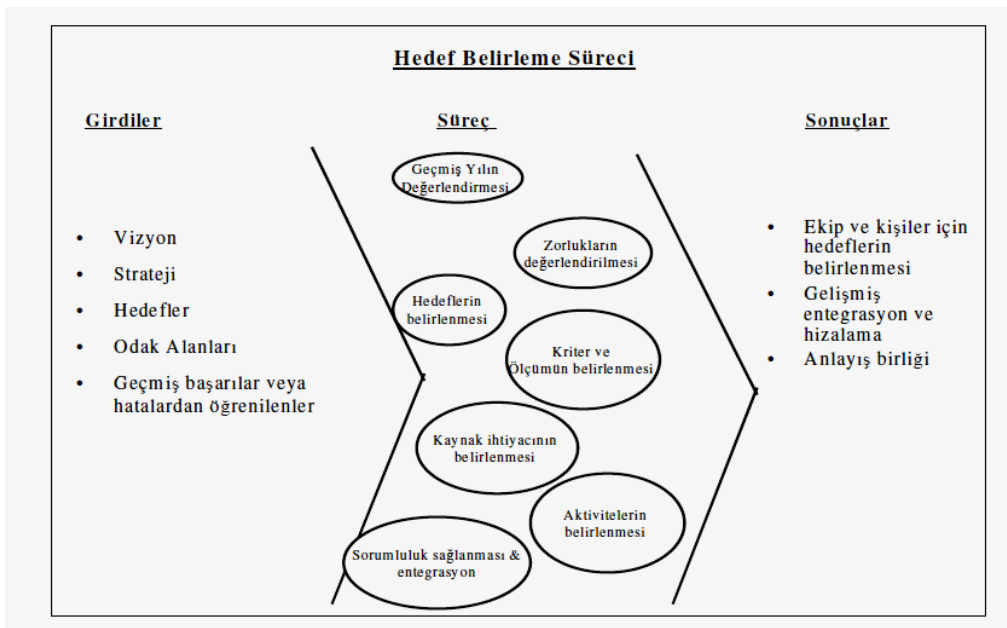 Hedef Belirleme Süreci
Girdiler
Süreç
Sonuçlar
• Vizyon
• Strateji
• Hedefler
• Odak Alanları
• Geçmiş başarılar veya
hatalardan öğrenilenler
Geçmiş Yılın
Değerlendirmesi
Zorlukların
değerlendirilmesi
Hedeflerin
belirlenmesi
Kriter ve
Ölçümün belirlenmesi
Kaynak ihtiyacının
belirlenmesi
Aktivitelerin
belirlenmesi
Sorumluluk sağlanması &
entegrasyon
• Ekip ve kişiler için
hedeflerin
belirlenmesi
• Gelişmiş
entegrasyon ve
hizalama
• Anlayış birliği